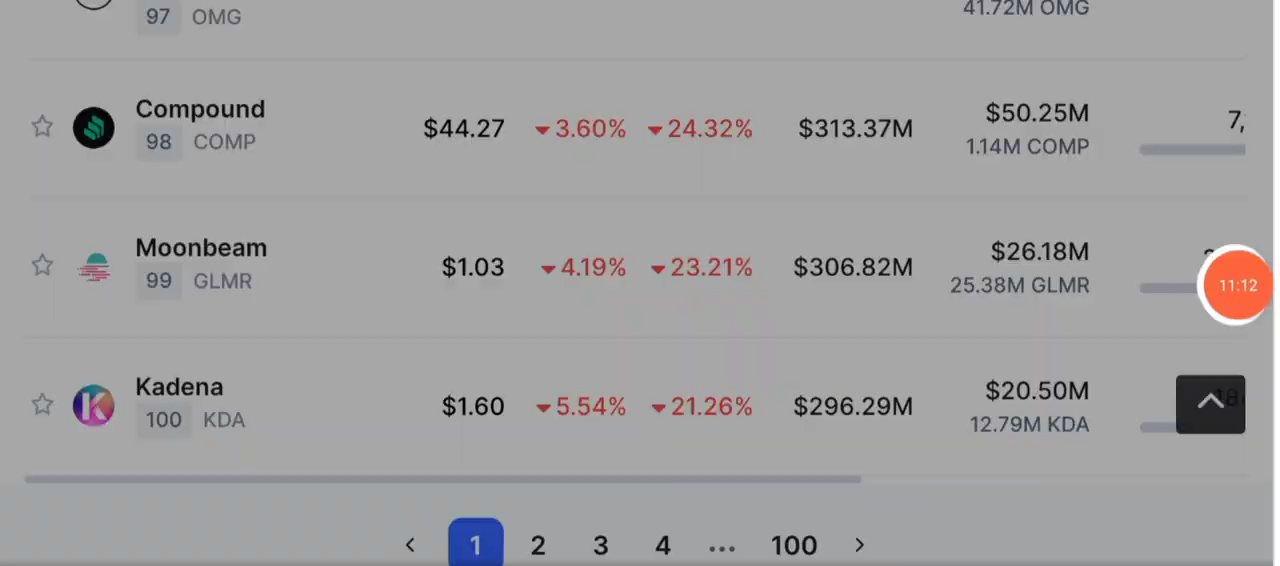 97 OMG 41.72M OMG
Compound
98 COMP
$44.27 3.60% 24.32% $313.37M $50.25M
1.14M COMP
7,
Moonbeam
99 GLMR
$1.03 4.19% 23.21% $306.82M $26.18M
25.38M GLMR
11:12
Kadena
100 KDA
$1.60 5.54% 21.26% $296.29M $20.50M
12.79M KDA
1 2 3 4 ... 100